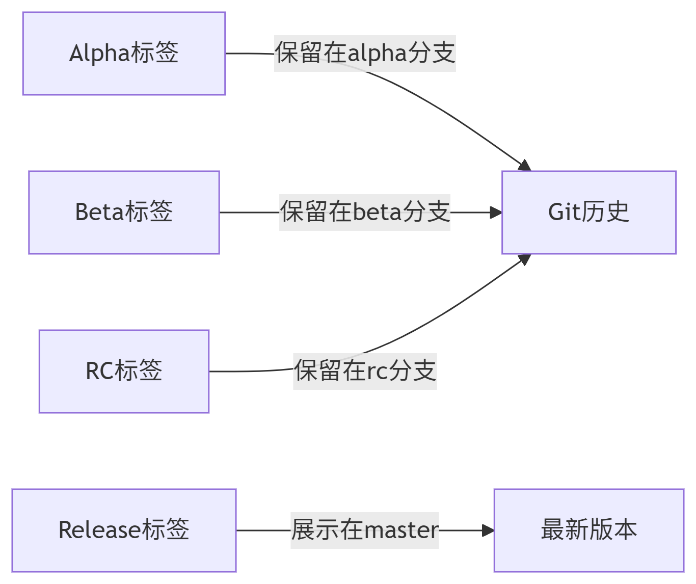 Alpha标签
保留在alpha分支
Beta标签
保留在beta分支
Git历史
RC标签
保留在rc分支
Release标签
展示在master
最新版本